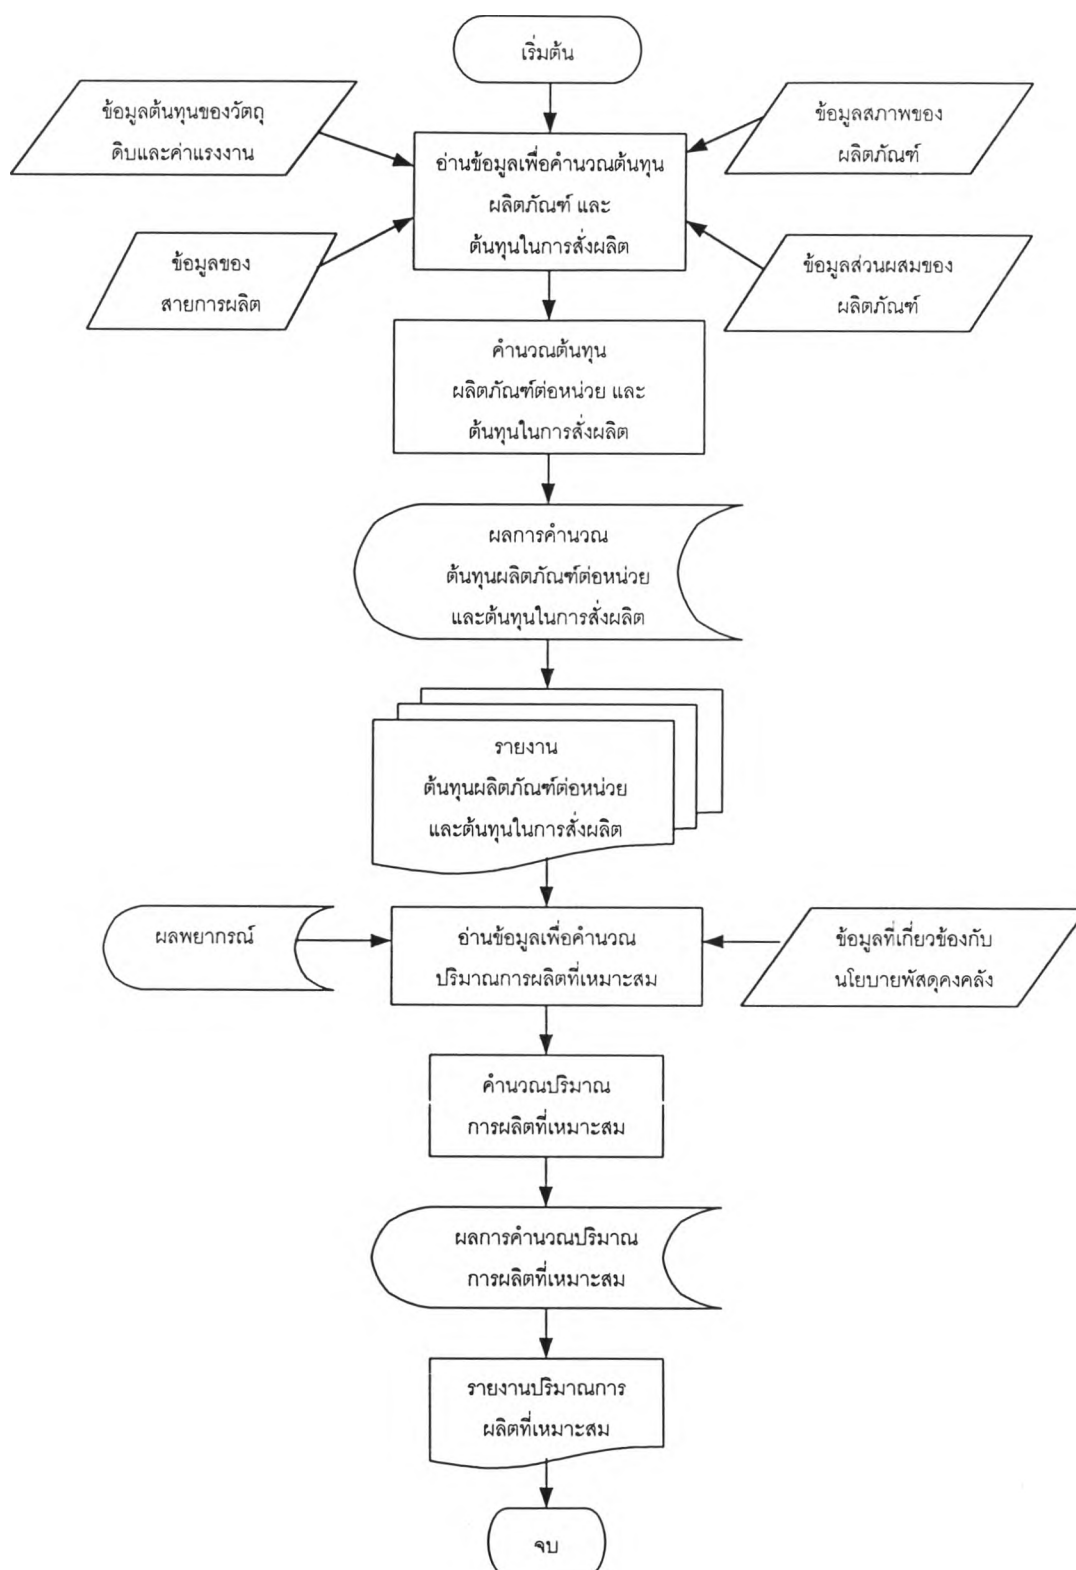 เริ่มต้น
ข้อมูลต้นทุนของวัตถุ
ดิบและค่าแรงงาน
ข้อมูลสภาพของ
ผลิตภัณฑ์
อ่านข้อมูลเพื่อคำนวณต้นทุน
ผลิตภัณฑ์ และ
ต้นทุนในการสั่งผลิต
ข้อมูลของ
สายการผลิต
ข้อมูลส่วนผสมของ
ผลิตภัณฑ์
คำนวณต้นทุน
ผลิตภัณฑ์ต่อหน่วย และ
ต้นทุนในการสั่งผลิต
ผลการคำนวณ
ต้นทุนผลิตภัณฑ์ต่อหน่วย
และต้นทุนในการสั่งผลิต
รายงาน
ต้นทุนผลิตภัณฑ์ต่อหน่วย
และต้นทุนในการสั่งผลิต
ผลพยากรณ์
อ่านข้อมูลเพื่อคำนวณ
ปริมาณการผลิตที่เหมาะสม
ข้อมูลที่เกี่ยวข้องกับ
นโยบายพัสดุคงคลัง
คำนวณปริมาณ
การผลิตที่เหมาะสม
ผลการคำนวณปริมาณ
การผลิตที่เหมาะสม
รายงานปริมาณการ
ผลิตที่เหมาะสม
จบ